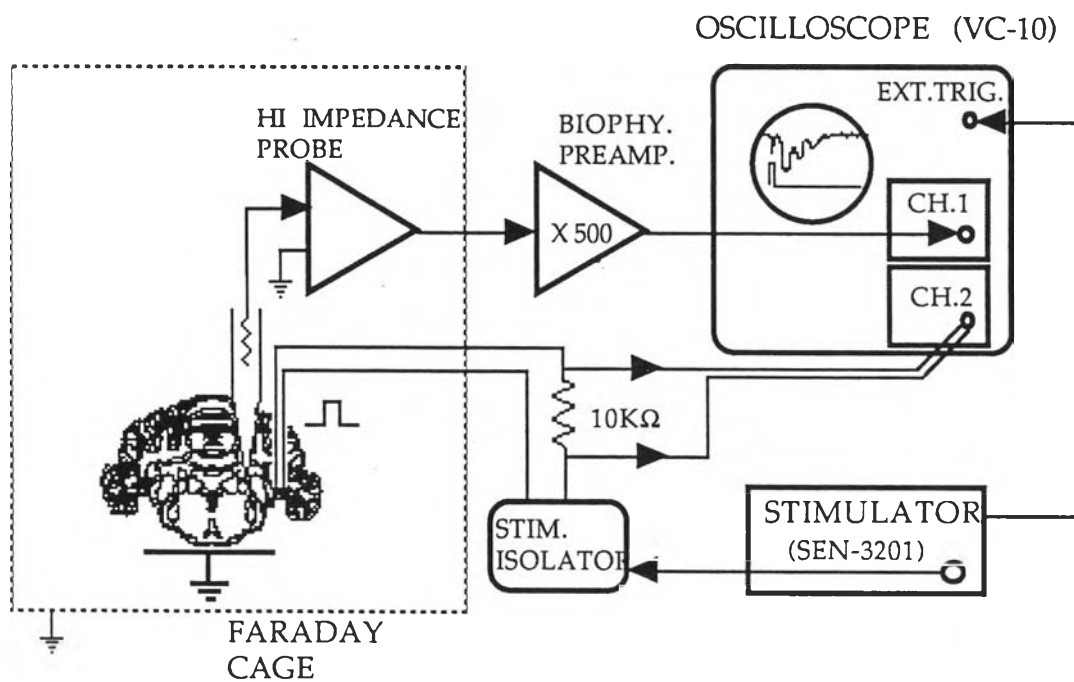 OSCILLOSCOPE (VC-10)
EXT.TRIG.
HI IMPEDANCE
PROBE
BIOPHY.
PREAMP.
X 500
CH.1
CH.2
10KΩ
STIM.
ISOLATOR
STIMULATOR
(SEN-3201)
FARADAY
CAGE